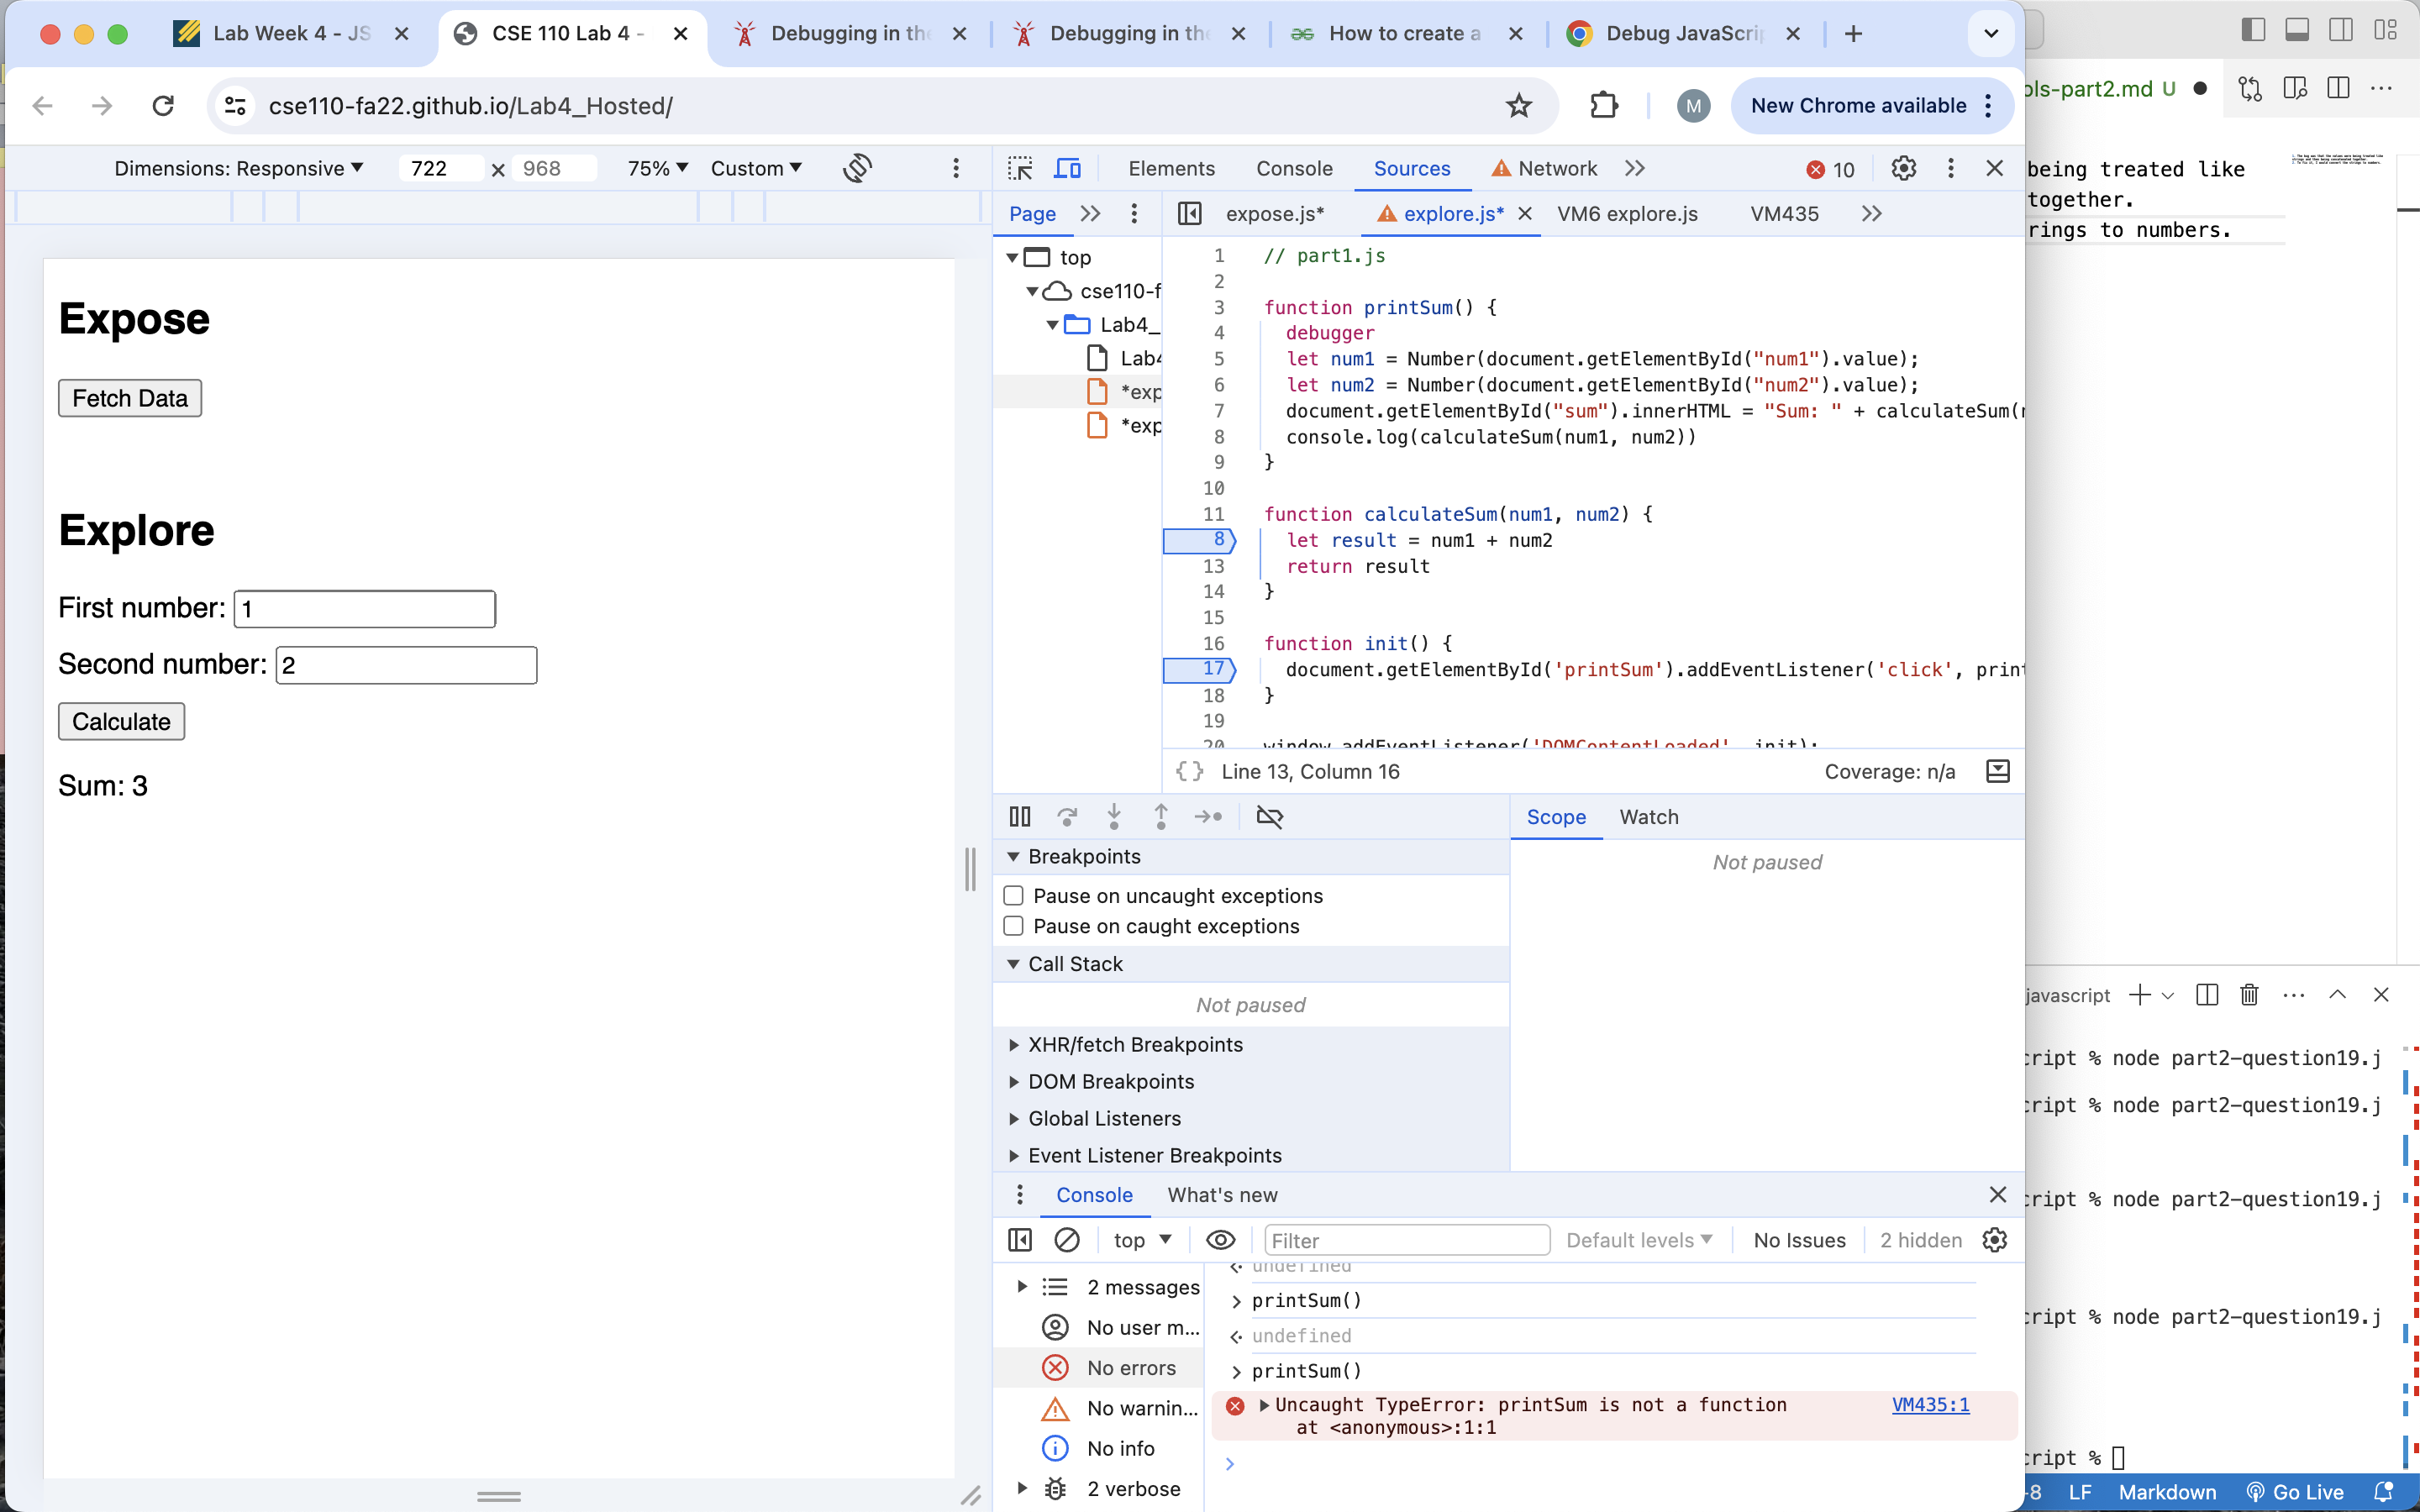 Lab Week 4 - JS
CSE 110 Lab 4 -
Debugging in the
Debugging in the
How to create a
Debug JavaScrip
cse110-fa22.github.io/Lab4_Hosted/
M
New Chrome available
Dimensions: Responsive
722 × 968
75%
Custom
Elements
Console
Sources
Network
10
Page
expose.js*
explore.js*
VM6 explore.js
VM435
top
cse110-f
Lab4_
Lab4
*exp
*exp
1 // part1.js
2
3 function printSum() {
4 debugger
5 let num1 = Number(document.getElementById("num1").value);
6 let num2 = Number(document.getElementById("num2").value);
7 document.getElementById("sum").innerHTML = "Sum: " + calculateSum(n
8 console.log(calculateSum(num1, num2))
9 }
10
11 function calculateSum(num1, num2) {
8 let result = num1 + num2
13 return result
14 }
15
16 function init() {
17 document.getElementById('printSum').addEventListener('click', print
18 }
19
20 window.addEventListener('DOMContentLoaded', init);
{} Line 13, Column 16
Coverage: n/a
Expose
Fetch Data
Explore
First number: 1
Second number: 2
Calculate
Sum: 3
Breakpoints
Pause on uncaught exceptions
Pause on caught exceptions
Call Stack
Not paused
XHR/fetch Breakpoints
DOM Breakpoints
Global Listeners
Event Listener Breakpoints
Scope
Watch
Not paused
Console
What's new
top
Filter
Default levels
No Issues
2 hidden
2 messages
No user m...
No errors
No warnin...
No info
2 verbose
undefined
printSum()
undefined
printSum()
Uncaught TypeError: printSum is not a function
VM435:1
at <anonymous>:1:1
ols-part2.md U
being treated like
together.
rings to numbers.
javascript
cript % node part2-question19.j
cript % node part2-question19.j
cript % node part2-question19.j
cript % node part2-question19.j
cript %
-8
LF
Markdown
Go Live